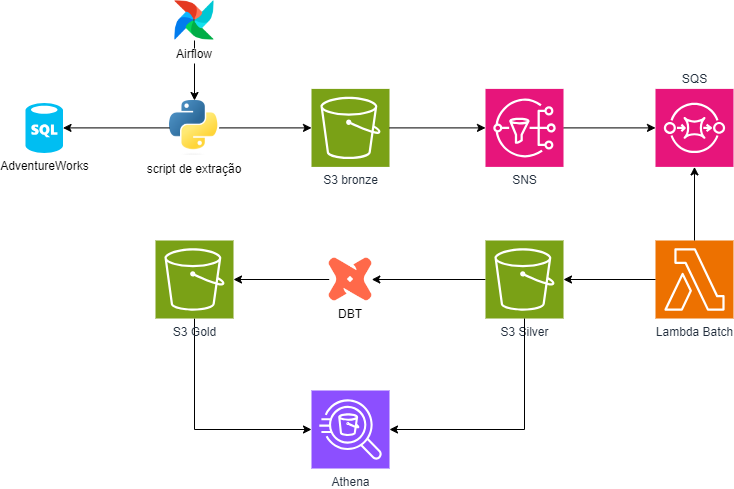 Airflow
SQS
SQL
AdventureWorks
script de extração
S3 bronze
SNS
S3 Gold
DBT
S3 Silver
Lambda Batch
Athena